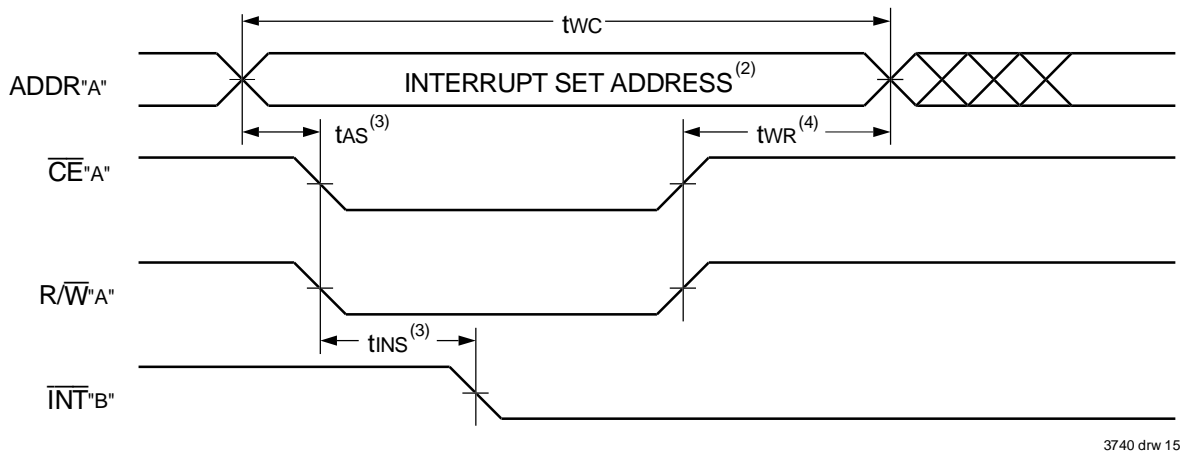 tWC
ADDR"A"
INTERRUPT SET ADDRESS(2)
tAS(3)
tWR(4)
CE"A"
R/W"A"
tINS(3)
INT"B"
3740 drw 15